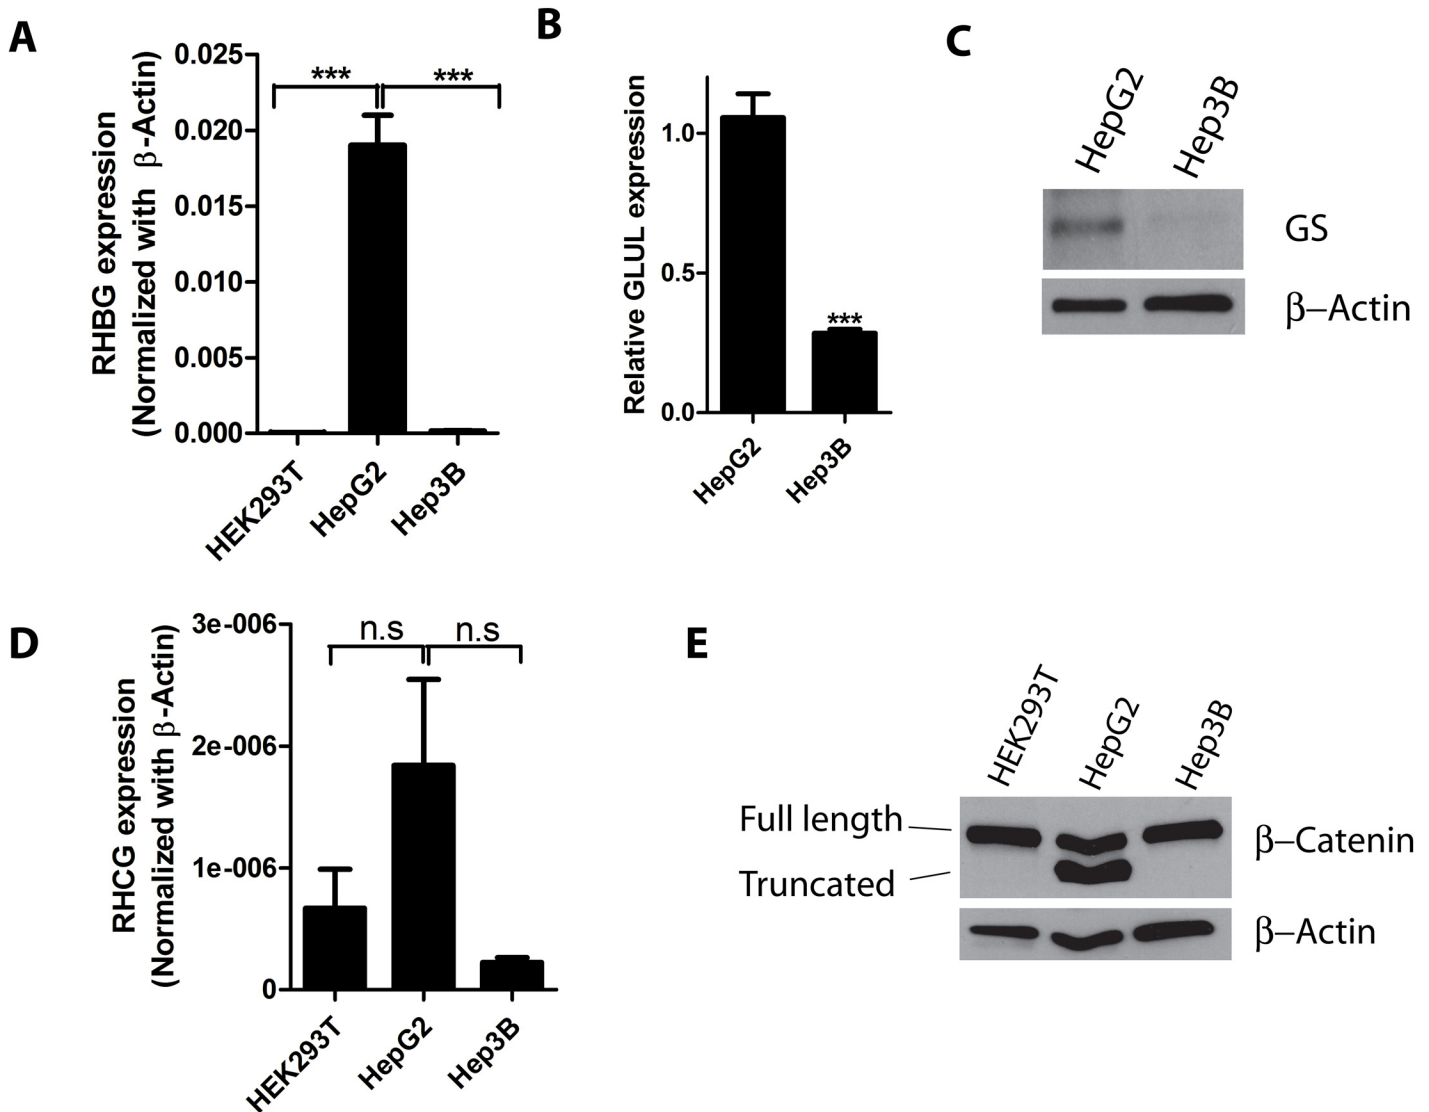 A
RHBG expression
(Normalized with β-Actin)
0.025
0.020
0.015
0.010
0.005
0.000
***
***
HEK293T
HepG2
Hep3B
B
Relative GLUL expression
1.0
0.5
0.0
***
HepG2
Hep3B
C
HepG2
Hep3B
GS
β–Actin
D
RHCG expression
(Normalized with β-Actin)
3e-006
2e-006
1e-006
0
n.s
n.s
HEK293T
HepG2
Hep3B
E
HEK293T
HepG2
Hep3B
Full length
Truncated
β–Catenin
β–Actin